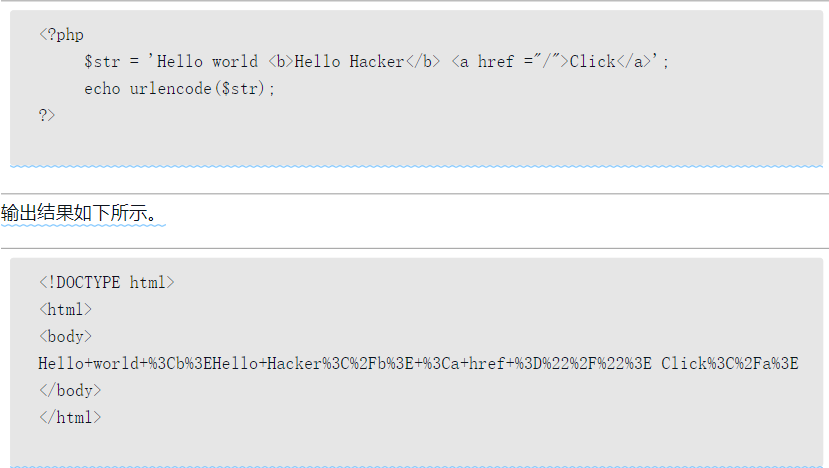 <?php
$str = 'Hello world <b>Hello Hacker</b> <a href ="/">Click</a>';
echo urlencode($str);
?>
输出结果如下所示。
<!DOCTYPE html>
<html>
<body>
Hello+world+%3Cb%3EHello+Hacker%3C%2Fb%3E+%3Ca+href+%3D%22%2F%22%3E Click%3C%2Fa%3E
</body>
</html>